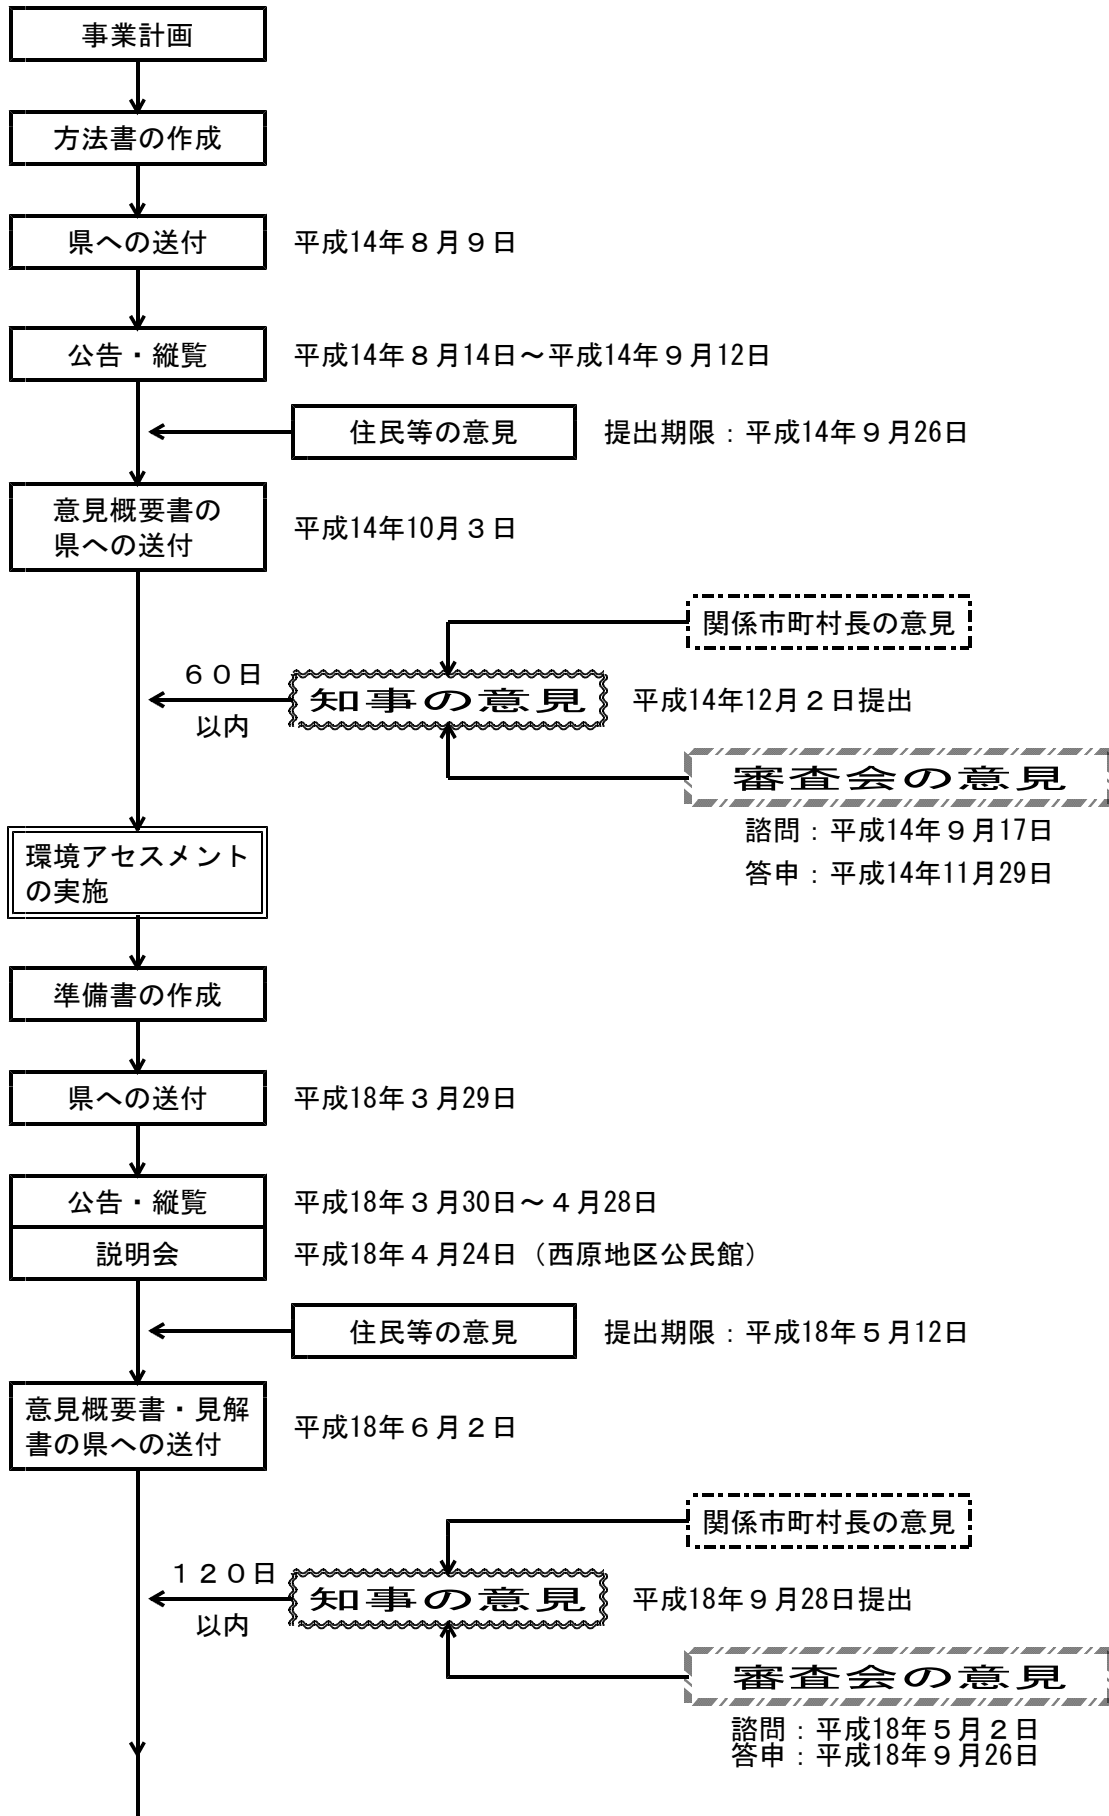 事業計画
方法書の作成
県への送付　平成14年８月９日
公告・縦覧　平成14年８月14日～平成14年９月12日
住民等の意見　提出期限：平成14年９月26日
意見概要書の
県への送付
平成14年10月３日
関係市町村長の意見
６０日
以内
知事の意見　平成14年12月２日提出
審査会の意見
諮問：平成14年９月17日
答申：平成14年11月29日
環境アセスメント
の実施
準備書の作成
県への送付　平成18年３月29日
公告・縦覧　平成18年３月30日～４月28日
説明会　平成18年４月24日（西原地区公民館）
住民等の意見　提出期限：平成18年５月12日
意見概要書・見解
書の県への送付
平成18年６月２日
関係市町村長の意見
１２０日
以内
知事の意見　平成18年９月28日提出
審査会の意見
諮問：平成18年５月２日
答申：平成18年９月26日